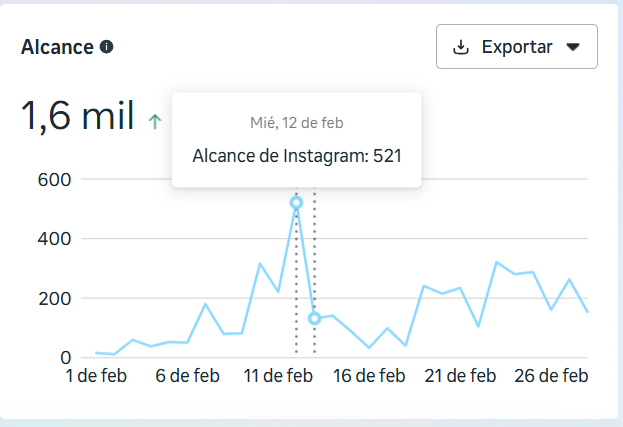 Alcance
Exportar
1,6 mil
Mié, 12 de feb
Alcance de Instagram: 521
600
400
200
0
1 de feb 6 de feb 11 de feb 16 de feb 21 de feb 26 de feb